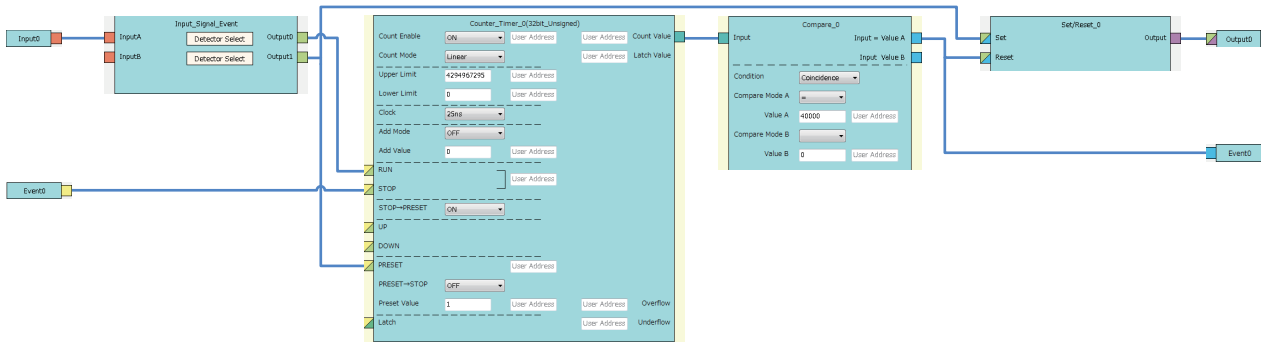 Input0
Input_Signal_Event
InputA
Detector Select
Output0
InputB
Detector Select
Output1
Event0
Counter_Timer_0(32bit_Unsigned)
Count Enable
ON
User Address
User Address
Count Value
Count Mode
Linear
User Address
Latch Value
Upper Limit
4294967295
User Address
Lower Limit
0
User Address
Clock
25ns
Add Mode
OFF
Add Value
0
User Address
RUN
User Address
STOP
STOP→PRESET
ON
UP
DOWN
PRESET
User Address
PRESET→STOP
OFF
Preset Value
1
User Address
User Address
Overflow
Latch
User Address
Underflow
Compare_0
Input
Input = Value A
Input Value B
Condition
Coincidence
Compare Mode A
=
Value A
40000
User Address
Compare Mode B
Value B
0
User Address
Set/Reset_0
Set
Output
Reset
Output0
Event0